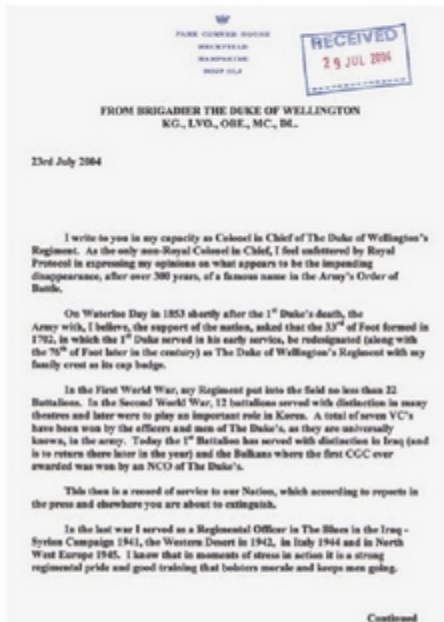 PARK CORNER HOUSE
HECKFIELD
HAMPSHIRE
RG27 0LJ
RECEIVED
29 JUL 2004
FROM BRIGADIER THE DUKE OF WELLINGTON
KG., LVO., OBE., MC., DL.
23rd July 2004
I write to you in my capacity as Colonel in Chief of The Duke of Wellington's
Regiment. As the only non-Royal Colonel in Chief, I feel unfettered by Royal
Protocol in expressing my opinions on what appears to be the impending
disappearance, after over 300 years, of a famous name in the Army's Order of
Battle.
On Waterloo Day in 1853 shortly after the 1st Duke's death, the
Army with, I believe, the support of the nation, asked that the 33rd of Foot formed in
1702, in which the 1st Duke served in his early service, be redesignated (along with
the 76th of Foot later in the century) as The Duke of Wellington's Regiment with my
family crest as its cap badge.
In the First World War, my Regiment put into the field no less than 22
Battalions. In the Second World War, 12 battalions served with distinction in many
theatres and later were to play an important role in Korea. A total of seven VC's
have been won by the officers and men of The Duke's, as they are universally
known, in the army. Today the 1st Battalion has served with distinction in Iraq (and
is to return there later in the year) and the Balkans where the first CGC ever
awarded was won by an NCO of The Duke's.
This then is a record of service to our Nation, which according to reports in
the press and elsewhere you are about to extinguish.
In the last war I served as a Regimental Officer in The Blues in the Iraq -
Syrian Campaign 1941, the Western Desert in 1942, in Italy 1944 and in North
West Europe 1945. I know that in moments of stress in action it is a strong
regimental pride and good training that bolsters morale and keeps men going.
Continued